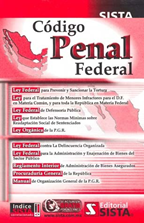 SISTA
Código
Penal
Federal
Ley Federal para Prevenir y Sancionar la Tortura
Ley para el Tratamiento de Menores Infractores para el D.F.
en Materia Común, y para toda la República en Materia Federal
Ley Federal de Defensoría Pública
Ley que Establece las Normas Mínimas sobre
Readaptación Social de Sentenciados
Ley Orgánica de la P.G.R.
Ley Federal contra La Delincuencia Organizada
Ley Federal para la Administración y Enajenación de Bienes del
Sector Público
Reglamento Interior de Administración de Bienes Asegurados
Procuraduría General de la República
Manual de Organización General de la P.G.R.
Indice
Editorial
SISTA